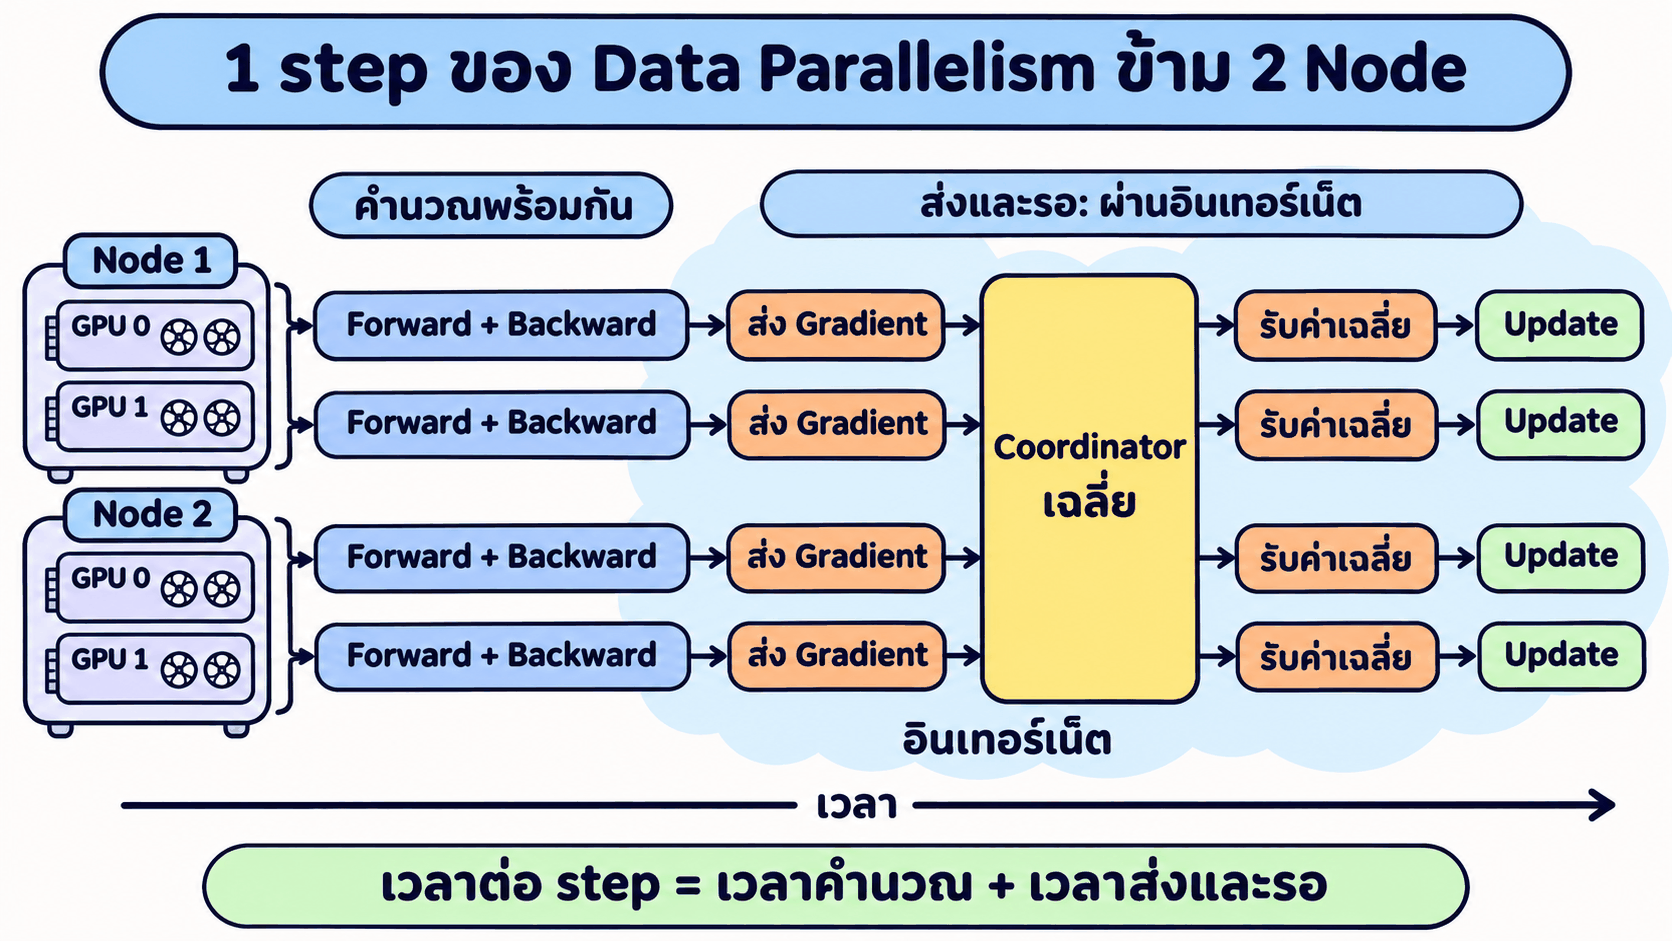 1 step ของ Data Parallelism ข้าม 2 Node
คำนวณพร้อมกัน
ส่งและรอ: ผ่านอินเทอร์เน็ต
Node 1
GPU 0
GPU 1
Forward + Backward
ส่ง Gradient
รับค่าเฉลี่ย
Update
Forward + Backward
ส่ง Gradient
รับค่าเฉลี่ย
Update
Coordinator
เฉลี่ย
Node 2
GPU 0
GPU 1
Forward + Backward
ส่ง Gradient
รับค่าเฉลี่ย
Update
Forward + Backward
ส่ง Gradient
รับค่าเฉลี่ย
Update
อินเทอร์เน็ต
เวลา
เวลาต่อ step = เวลาคำนวณ + เวลาส่งและรอ